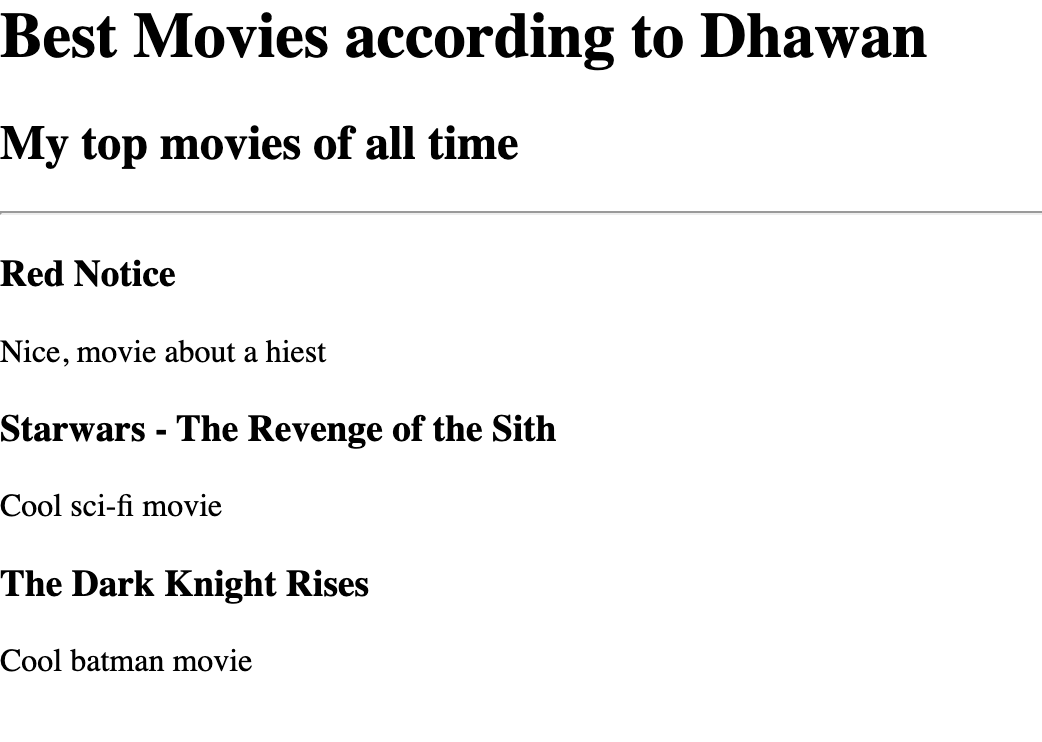 Best Movies according to Dhawan
My top movies of all time
Red Notice
Nice, movie about a hiest
Starwars - The Revenge of the Sith
Cool sci-fi movie
The Dark Knight Rises
Cool batman movie